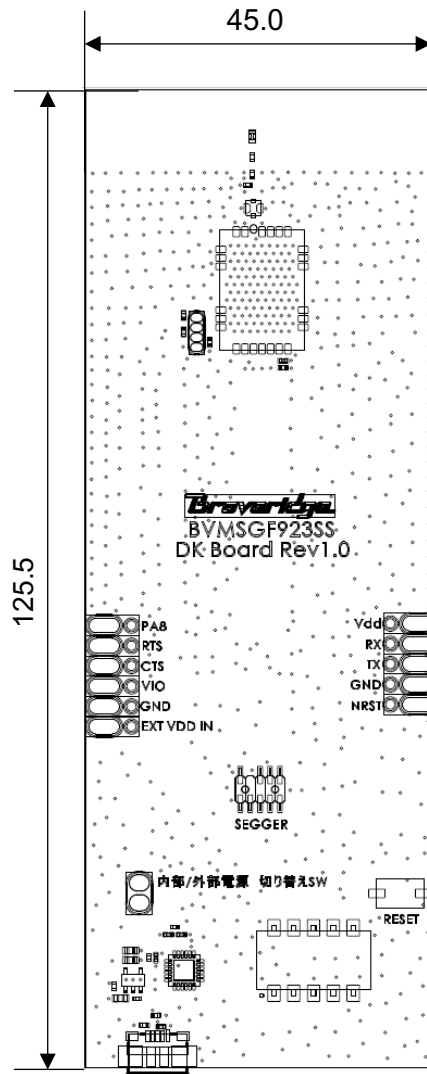 45.0
125.5
Braveridge
BVMSGF923SS
DK Board Rev1.0
PA8
RTS
CTS
VIO
GND
EXT VDD IN
Vdd
RX
TX
GND
NRST
SEGGER
内部/外部電源 切り替えSW
RESET